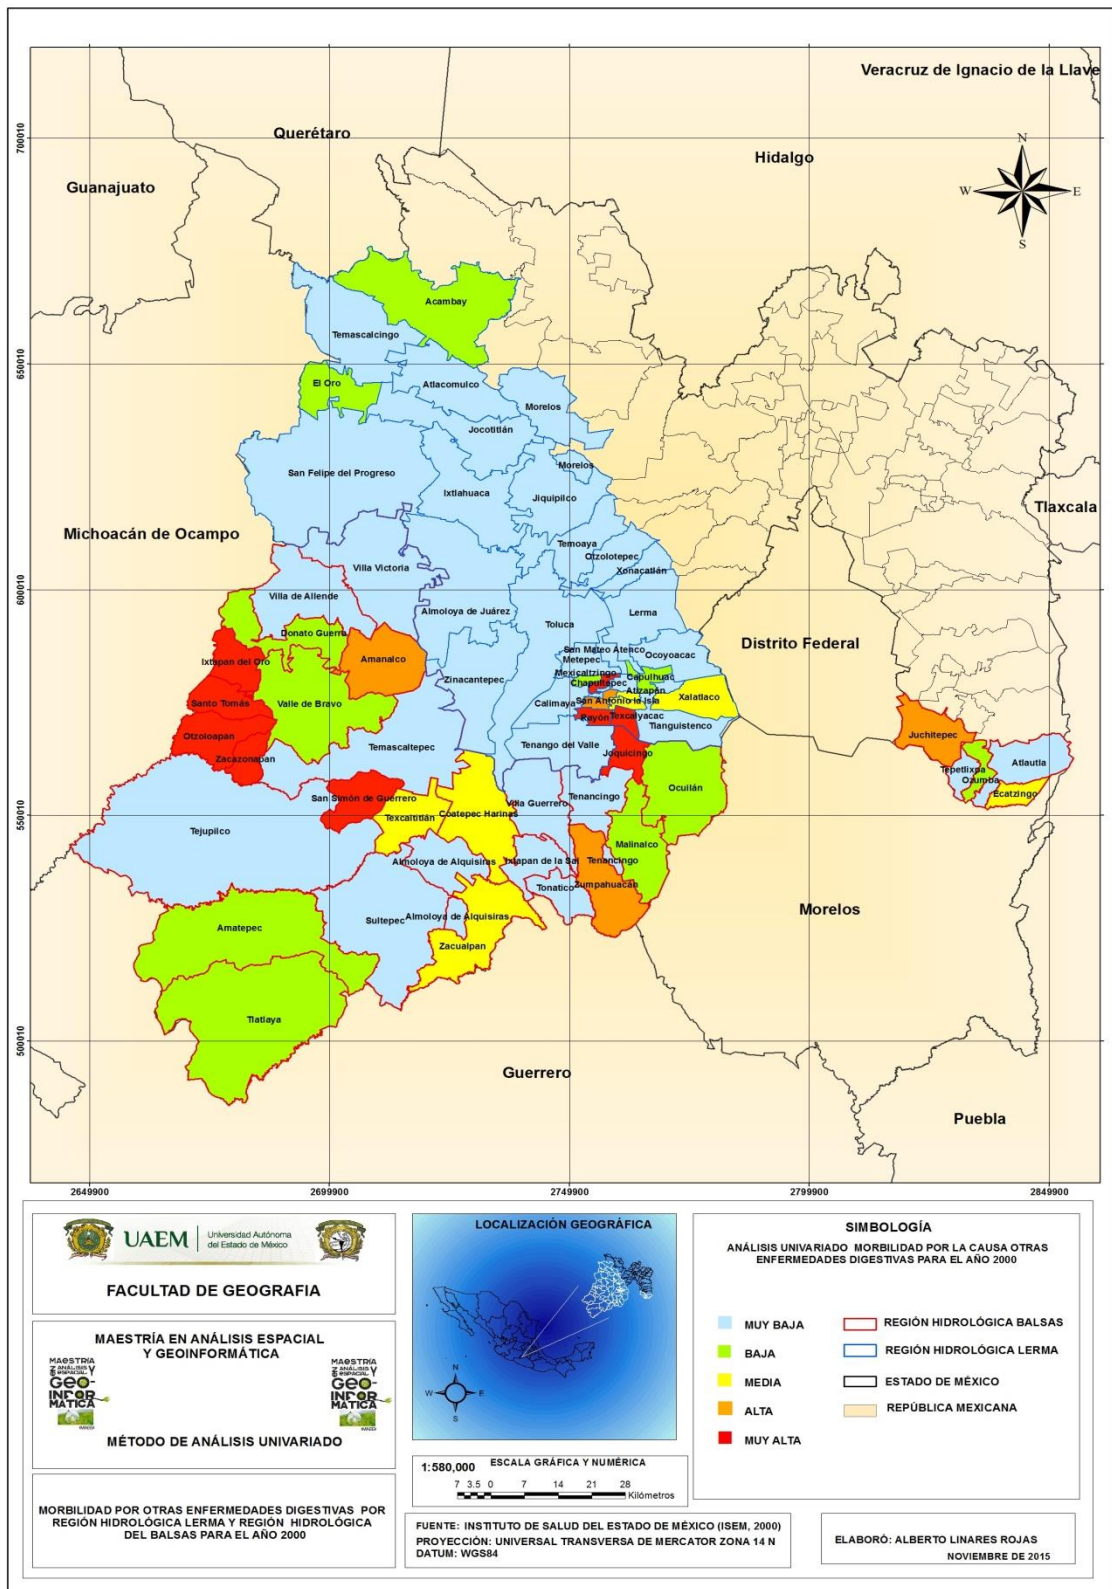 Veracruz de Ignacio de la Llave
Querétaro
Hidalgo
Guanajuato
N
W
E
S
700010
650010
600010
550010
500010
Acambay
Temascalcingo
El Oro
Atlacomulco
Morelos
Jocotitlán
San Felipe del Progreso
Morelos
Ixtlahuaca
Jiquipilco
Tlaxcala
Michoacán de Ocampo
Temoaya
Otzolotepec
Xonacatlán
Villa Victoria
Villa de Allende
Almoloya de Juárez
Lerma
Toluca
Donato Guerra
Distrito Federal
San Mateo Atenco
Ocoyoacac
Metepec
Amanalco
Ixtapan del Oro
Mexicaltzingo
Capulhuac
Chapultepec
Zinacantepec
Atizapán
Xalatlaco
Santo Tomás
Valle de Bravo
Calimaya
San Antonio la Isla
Rayón
Texcalyacac
Tianguistenco
Otzoloapan
Juchitepec
Zacazonapan
Temascaltepec
Tenango del Valle
Joquicingo
Atlautla
Tepetlixpa
Ozumba
Ecatzingo
Ocuilán
San Simón de Guerrero
Tenancingo
Villa Guerrero
Coatepec Harinas
Texcaltitlán
Tejupilco
Malinalco
Almoloya de Alquisiras
Ixtapan de la Sal
Tenancingo
Zumpahuacán
Tonatico
Morelos
Amatepec
Sultepec
Almoloya de Alquisiras
Zacualpan
Tlatlaya
Guerrero
Puebla
2649900
2699900
2749900
2799900
2849900
UAEM
Universidad Autónoma
del Estado de México
FACULTAD DE GEOGRAFIA
MAESTRÍA EN ANÁLISIS ESPACIAL
Y GEOINFORMÁTICA
MÉTODO DE ANÁLISIS UNIVARIADO
MORBILIDAD POR OTRAS ENFERMEDADES DIGESTIVAS POR
REGIÓN HIDROLÓGICA LERMA Y REGIÓN HIDROLÓGICA
DEL BALSAS PARA EL AÑO 2000
LOCALIZACIÓN GEOGRÁFICA
N
W
E
S
1:580,000
ESCALA GRÁFICA Y NUMÉRICA
7 3.5 0 7 14 21 28
Kilómetros
FUENTE: INSTITUTO DE SALUD DEL ESTADO DE MÉXICO (ISEM, 2000)
PROYECCIÓN: UNIVERSAL TRANSVERSA DE MERCATOR ZONA 14 N
DATUM: WGS84
SIMBOLOGÍA
ANÁLISIS UNIVARIADO MORBILIDAD POR LA CAUSA OTRAS
ENFERMEDADES DIGESTIVAS PARA EL AÑO 2000
MUY BAJA
BAJA
MEDIA
ALTA
MUY ALTA
REGIÓN HIDROLÓGICA BALSAS
REGIÓN HIDROLÓGICA LERMA
ESTADO DE MÉXICO
REPÚBLICA MEXICANA
ELABORÓ: ALBERTO LINARES ROJAS
NOVIEMBRE DE 2015